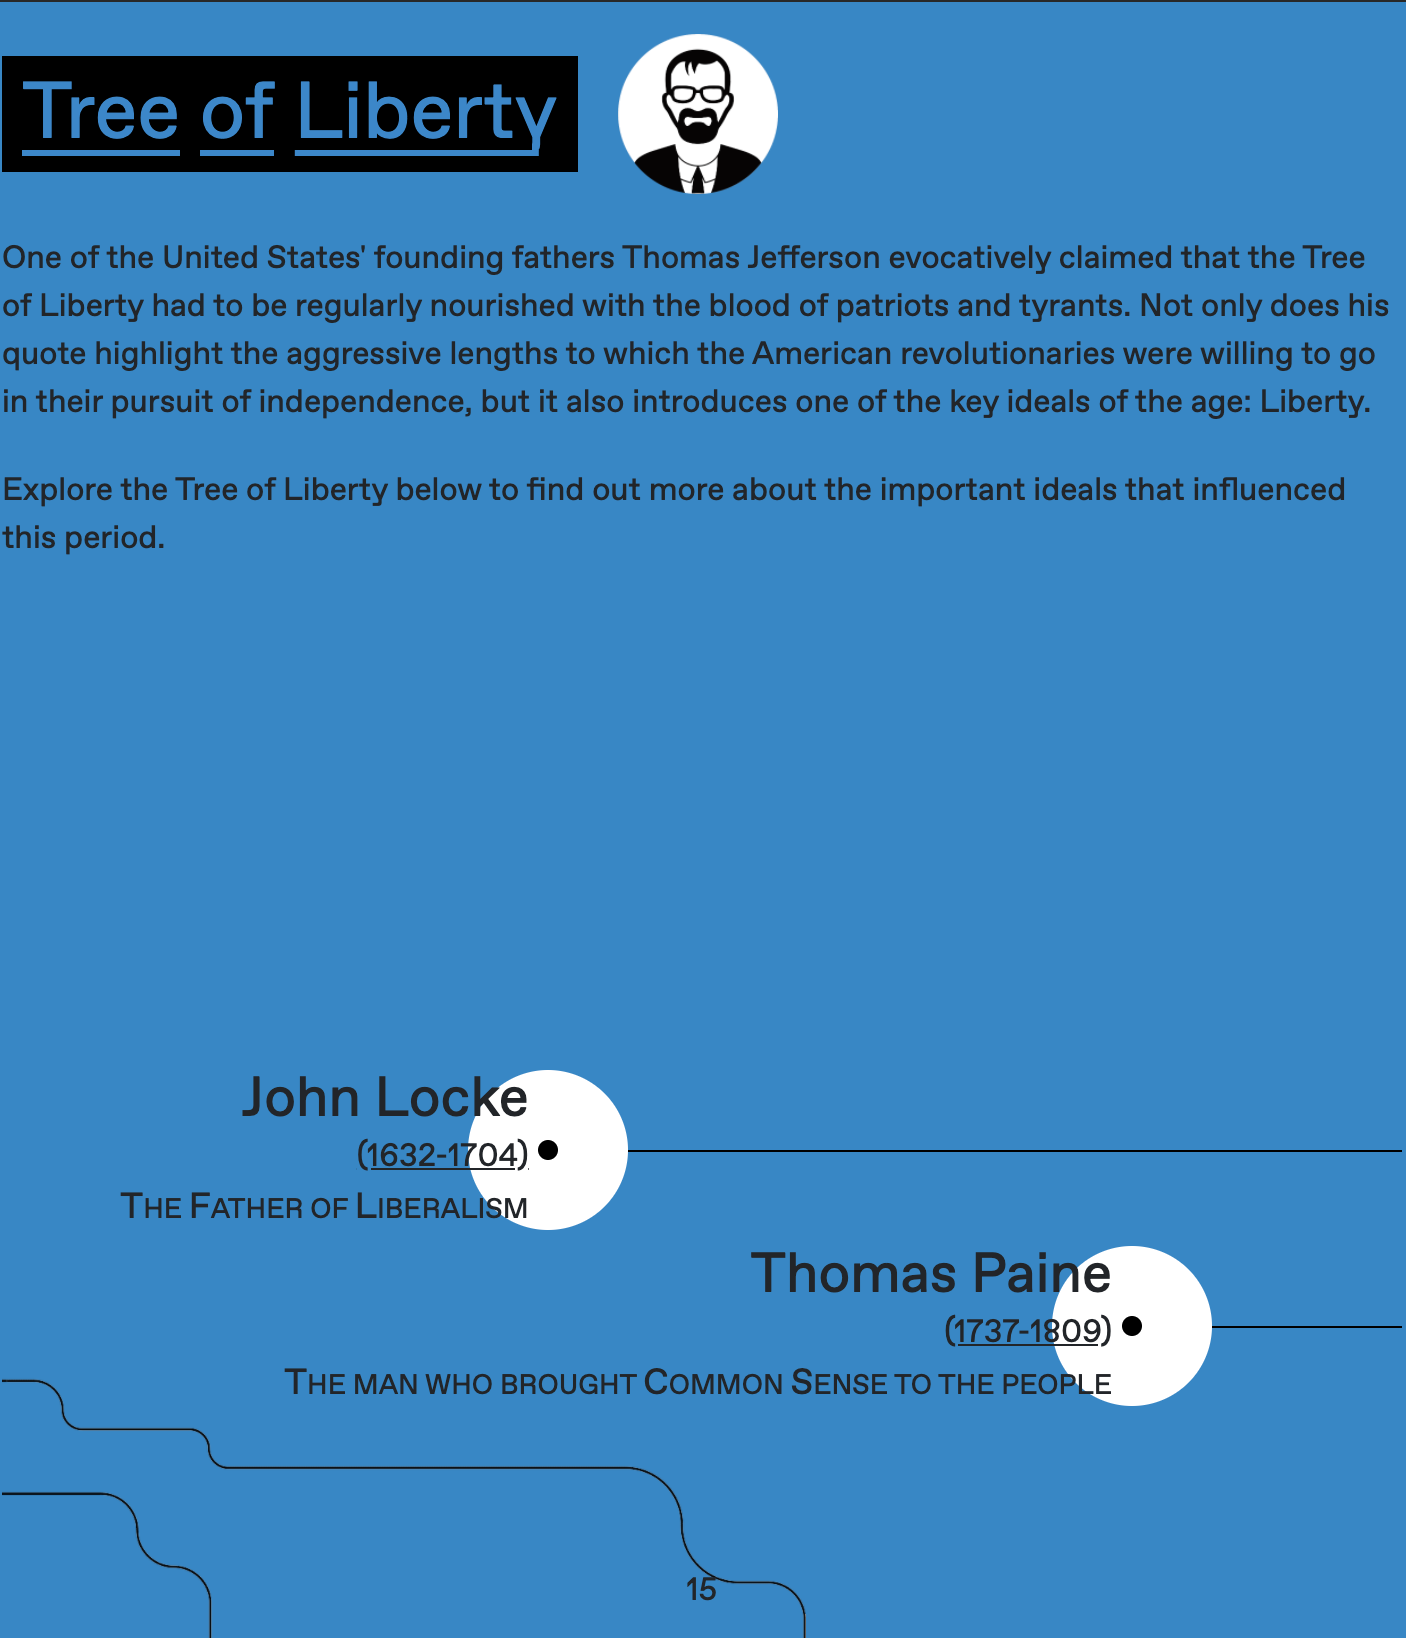 Tree of Liberty
One of the United States' founding fathers Thomas Jefferson evocatively claimed that the Tree
of Liberty had to be regularly nourished with the blood of patriots and tyrants. Not only does his
quote highlight the aggressive lengths to which the American revolutionaries were willing to go
in their pursuit of independence, but it also introduces one of the key ideals of the age: Liberty.
Explore the Tree of Liberty below to find out more about the important ideals that influenced
this period.
John Locke
(1632-1704)
The Father of Liberalism
Thomas Paine
(1737-1809)
The man who brought Common Sense to the people
15